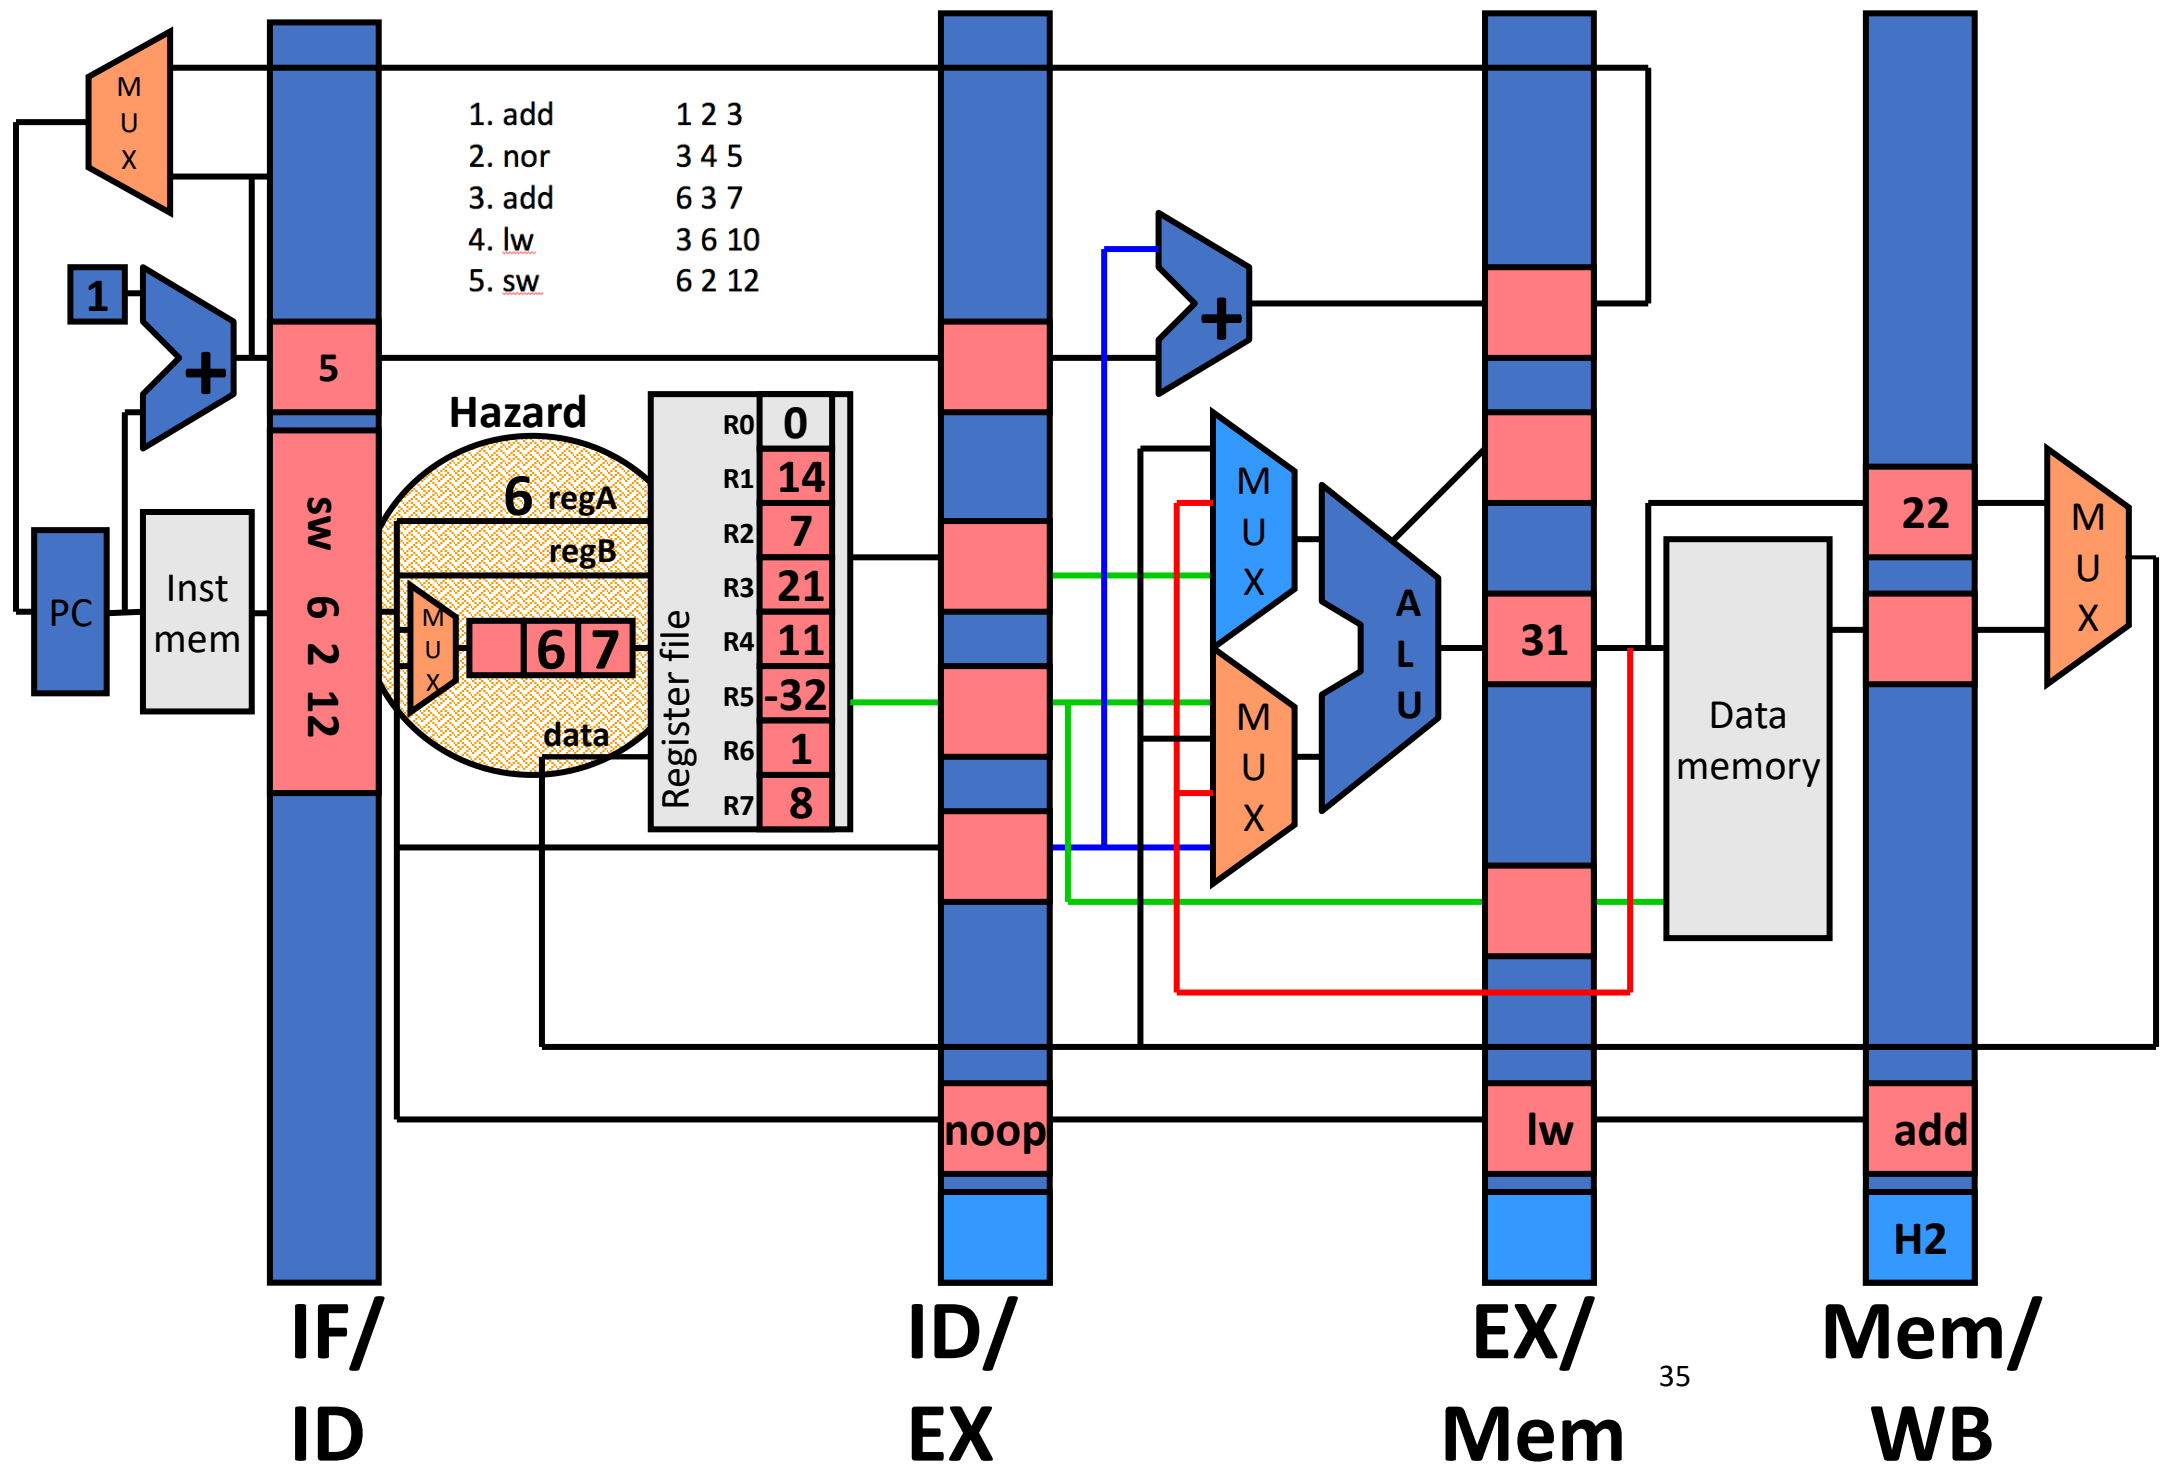 M
U
X
1. add 1 2 3
2. nor 3 4 5
3. add 6 3 7
4. lw 3 6 10
5. sw 6 2 12
1
+
+
5
Hazard
R0 0
R1 14
R2 7
R3 21
R4 11
R5 -32
R6 1
R7 8
Register file
6 regA
regB
M
U
X
6 7
data
sw 6 2 12
PC
Inst
mem
M
U
X
M
U
X
A
L
U
31
22
Data
memory
M
U
X
noop
lw
add
H2
IF/
ID
ID/
EX
EX/
Mem
Mem/
WB
35